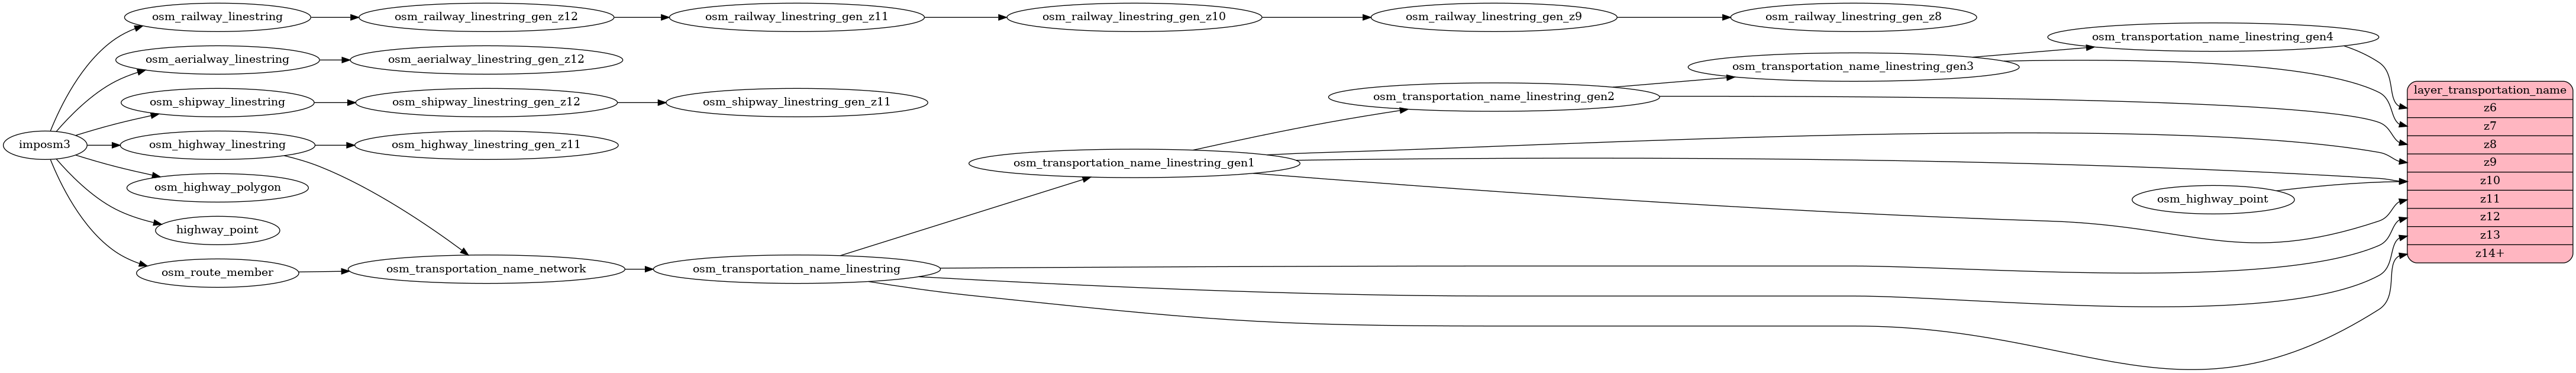 osm_railway_linestring
osm_railway_linestring_gen_z12
osm_railway_linestring_gen_z11
osm_railway_linestring_gen_z10
osm_railway_linestring_gen_z9
osm_railway_linestring_gen_z8
osm_transportation_name_linestring_gen4
osm_aerialway_linestring
osm_aerialway_linestring_gen_z12
osm_transportation_name_linestring_gen3
osm_shipway_linestring
osm_shipway_linestring_gen_z12
osm_shipway_linestring_gen_z11
osm_transportation_name_linestring_gen2
imposm3
osm_highway_linestring
osm_highway_linestring_gen_z11
osm_transportation_name_linestring_gen1
osm_highway_polygon
osm_highway_point
highway_point
osm_route_member
osm_transportation_name_network
osm_transportation_name_linestring
layer_transportation_name
z6
z7
z8
z9
z10
z11
z12
z13
z14+